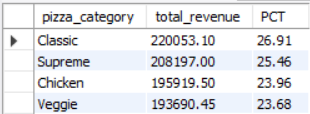 pizza_category total_revenue PCT
Classic 220053.10 26.91
Supreme 208197.00 25.46
Chicken 195919.50 23.96
Veggie 193690.45 23.68